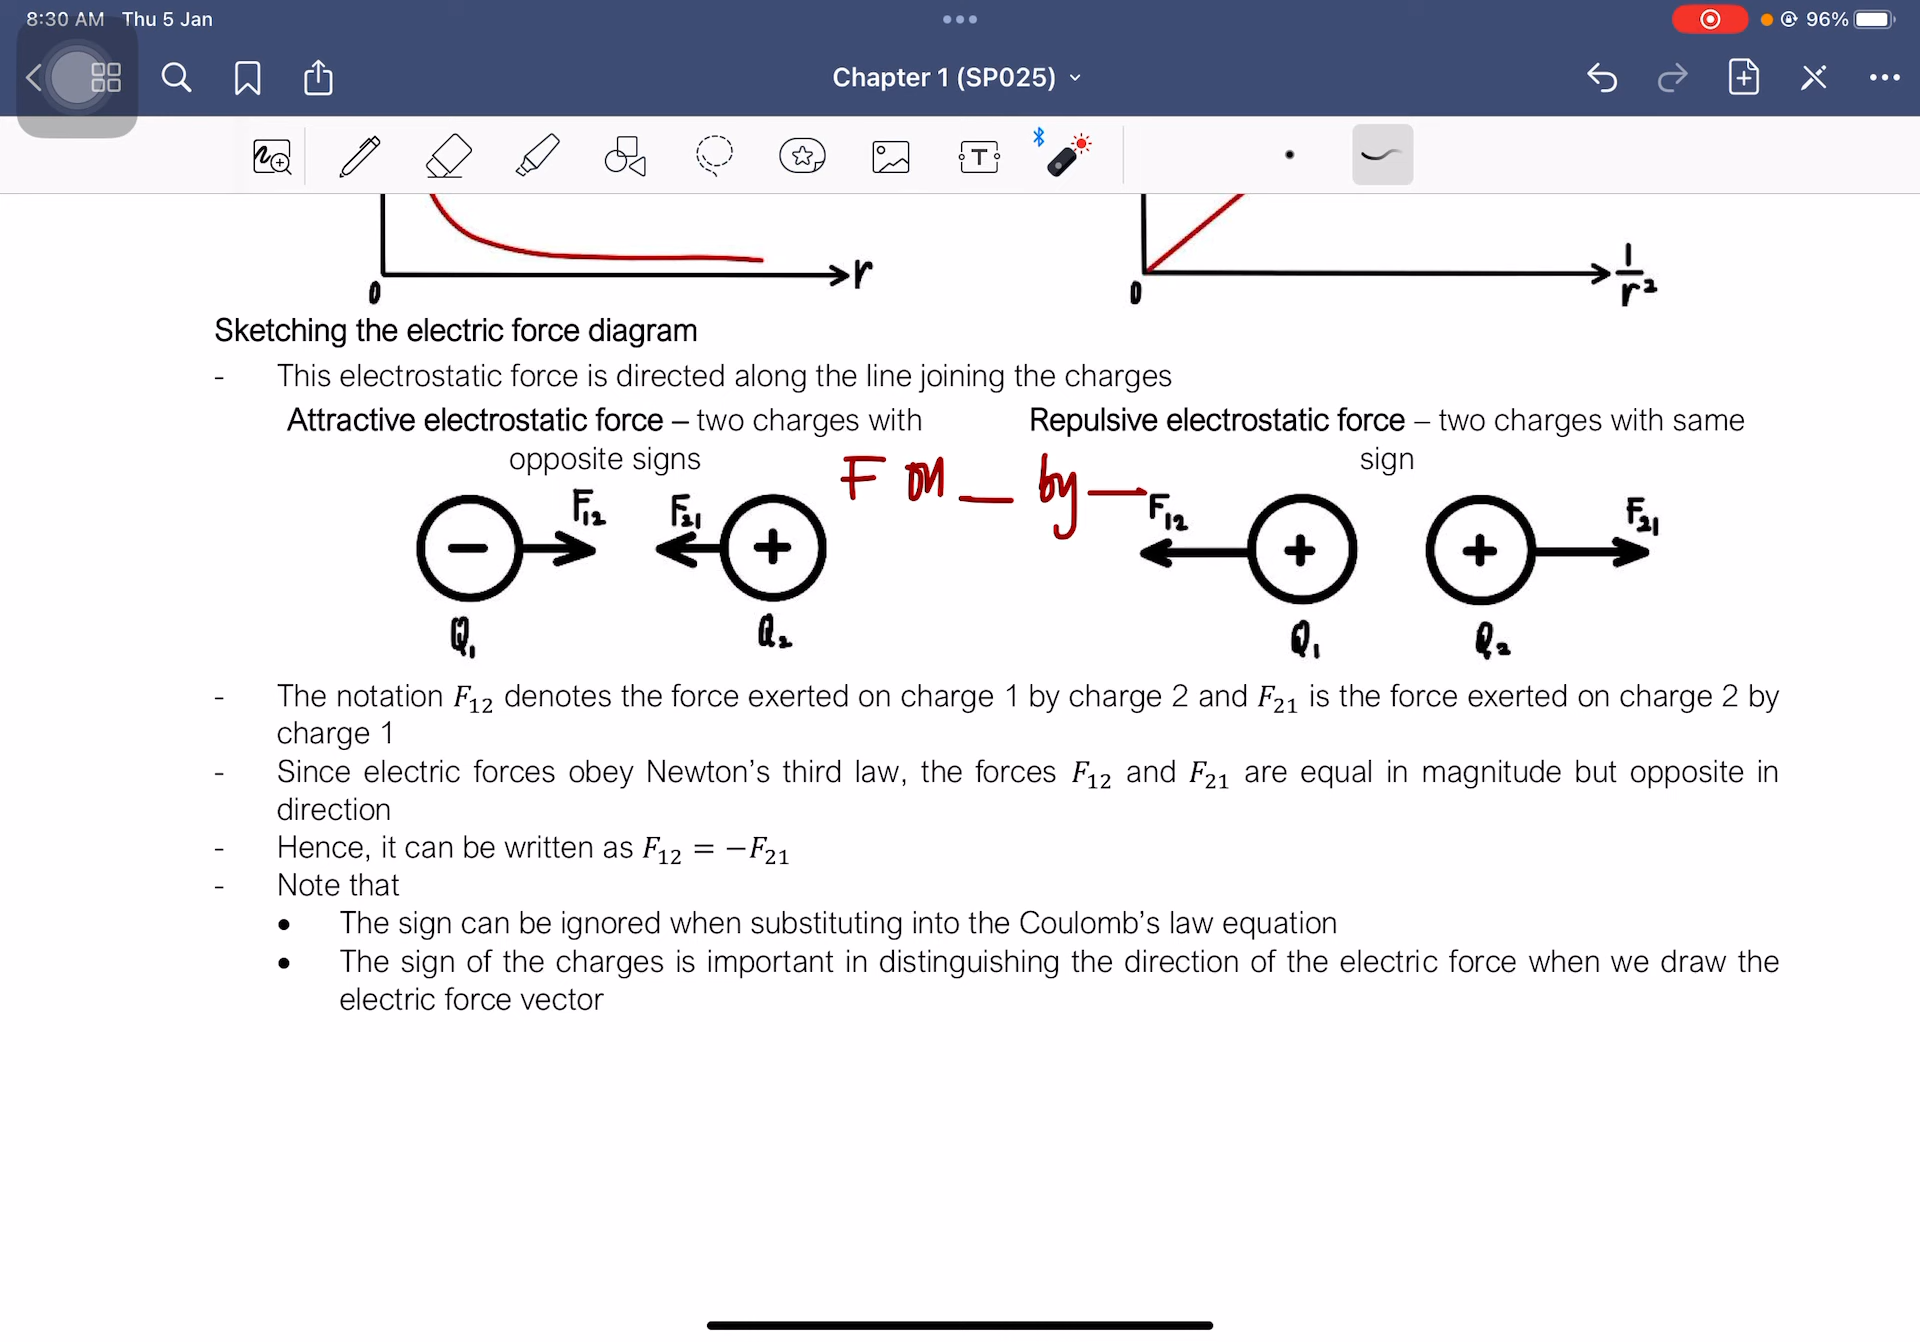 8:30 AM Thu 5 Jan
96%
Chapter 1 (SP025)
T
r
1
r²
0
0
Sketching the electric force diagram
- This electrostatic force is directed along the line joining the charges
Attractive electrostatic force – two charges with
opposite signs
Repulsive electrostatic force – two charges with same
sign
F on _ by _
F₁₂ F₂₁
F₁₂ F₂₁
− +
+ +
Q₁ Q₂
Q₁ Q₂
- The notation F₁₂ denotes the force exerted on charge 1 by charge 2 and F₂₁ is the force exerted on charge 2 by
charge 1
- Since electric forces obey Newton’s third law, the forces F₁₂ and F₂₁ are equal in magnitude but opposite in
direction
- Hence, it can be written as F₁₂ = −F₂₁
- Note that
• The sign can be ignored when substituting into the Coulomb’s law equation
• The sign of the charges is important in distinguishing the direction of the electric force when we draw the
electric force vector